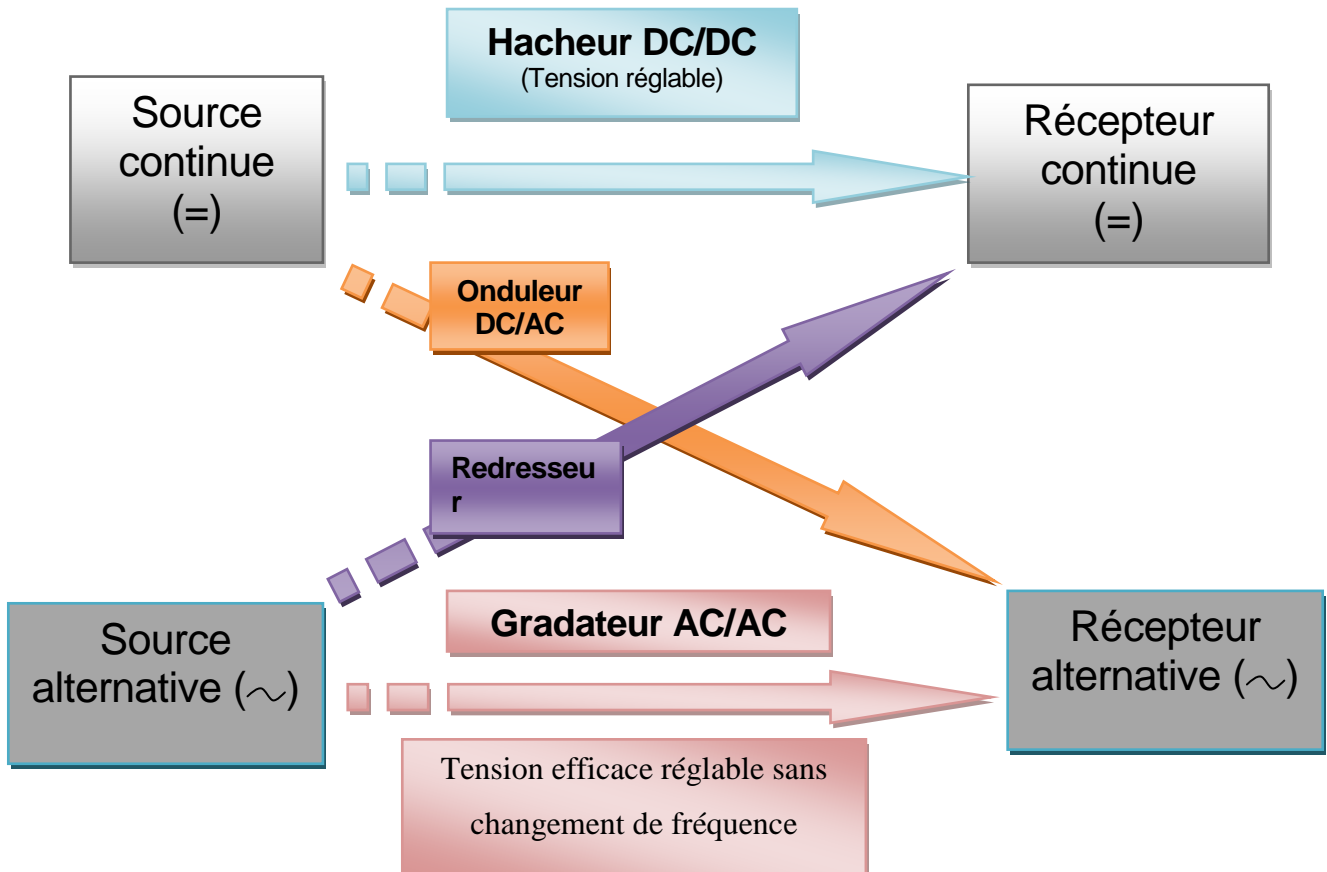 Hacheur DC/DC
(Tension réglable)
Source
continue
(=)
Récepteur
continue
(=)
Onduleur
DC/AC
Redresseu
r
Source
alternative (～)
Gradateur AC/AC
Récepteur
alternative (～)
Tension efficace réglable sans
changement de fréquence